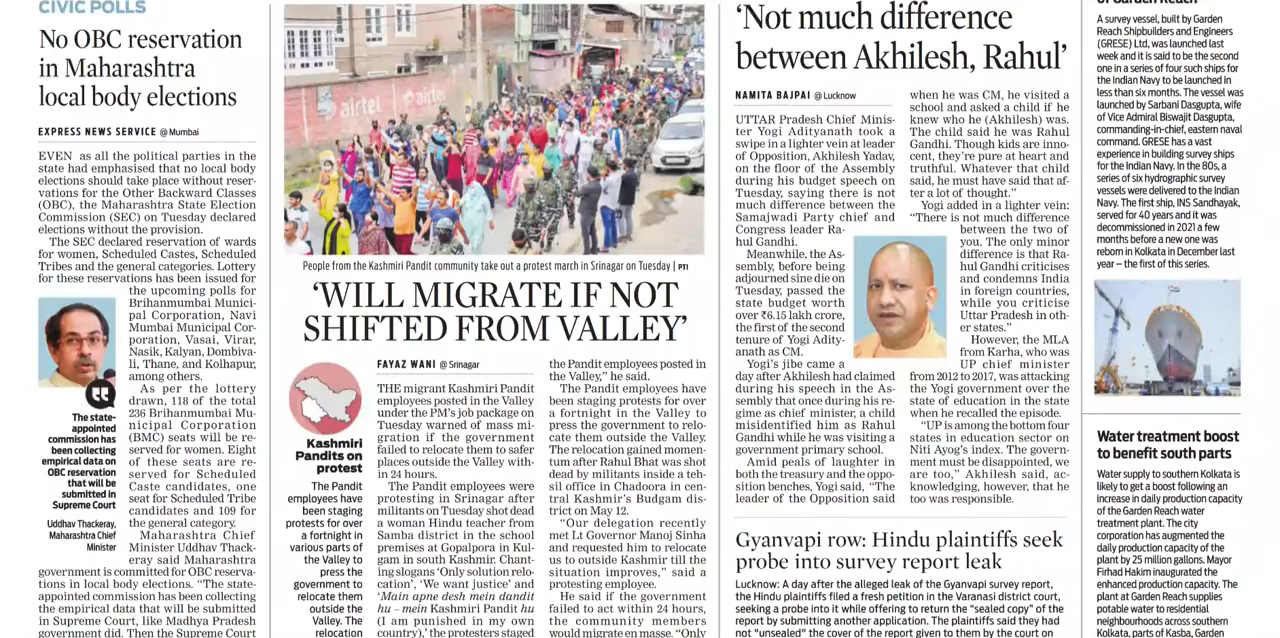 CIVIC POLLS
No OBC reservation
in Maharashtra
local body elections
EXPRESS NEWS SERVICE @ Mumbai
EVEN as all the political parties in the
state had emphasised that no local body
elections should take place without reser-
vations for the Other Backward Classes
(OBC), the Maharashtra State Election
Commission (SEC) on Tuesday declared
elections without the provision.
The SEC declared reservation of wards
for women, Scheduled Castes, Scheduled
Tribes and the general categories. Lottery
for these reservations has been issued for
the upcoming polls for
Brihanmumbai Munici-
pal Corporation, Navi
Mumbai Municipal Cor-
poration, Vasai, Virar,
Nasik, Kalyan, Dombiva-
li, Thane, and Kolhapur,
among others.
As per the lottery
drawn, 118 of the total
236 Brihanmumbai Mu-
nicipal Corporation
(BMC) seats will be re-
served for women. Eight
of these seats are re-
served for Scheduled
Caste candidates, one
seat for Scheduled Tribe
candidates and 109 for
the general category.
Maharashtra Chief
Minister Uddhav Thack-
eray said Maharashtra
government is committed for OBC reserva-
tions in local body elections. “The state-
appointed commission has been collecting
the empirical data that will be submitted
in Supreme Court, like Madhya Pradesh
government did. Then the Supreme Court
The state-
appointed
commission has
been collecting
empirical data on
OBC reservation
that will be
submitted in
Supreme Court
Uddhav Thackeray,
Maharashtra Chief
Minister
airtel
airtel
People from the Kashmiri Pandit community take out a protest march in Srinagar on Tuesday | PTI
‘WILL MIGRATE IF NOT
SHIFTED FROM VALLEY’
Kashmiri
Pandits on
protest
The Pandit
employees have
been staging
protests for over
a fortnight in
various parts of
the Valley to
press the
government to
relocate them
outside the
Valley. The
relocation
FAYAZ WANI @ Srinagar
THE migrant Kashmiri Pandit
employees posted in the Valley
under the PM’s job package on
Tuesday warned of mass mi-
gration if the government
failed to relocate them to safer
places outside the Valley with-
in 24 hours.
The Pandit employees were
protesting in Srinagar after
militants on Tuesday shot dead
a woman Hindu teacher from
Samba district in the school
premises at Gopalpora in Kul-
gam in south Kashmir. Chant-
ing slogans ‘Only solution relo-
cation’, ‘We want justice’ and
‘Main apne desh mein dandit
hu – mein Kashmiri Pandit hu
(I am punished in my own
country),’ the protesters staged
the Pandit employees posted in
the Valley,” he said.
The Pandit employees have
been staging protests for over
a fortnight in the Valley to
press the government to relo-
cate them outside the Valley.
The relocation gained momen-
tum after Rahul Bhat was shot
dead by militants inside a teh-
sil office in Chadoora in cen-
tral Kashmir’s Budgam dis-
trict on May 12.
“Our delegation recently
met Lt Governor Manoj Sinha
and requested him to relocate
us to outside Kashmir till the
situation improves,” said a
protesting employee.
He said if the government
failed to act within 24 hours,
the community members
would migrate en masse. “Only
‘Not much difference
between Akhilesh, Rahul’
NAMITA BAJPAI @ Lucknow
UTTAR Pradesh Chief Minis-
ter Yogi Adityanath took a
swipe in a lighter vein at leader
of Opposition, Akhilesh Yadav,
on the floor of the Assembly
during his budget speech on
Tuesday, saying there is not
much difference between the
Samajwadi Party chief and
Congress leader Ra-
hul Gandhi.
Meanwhile, the As-
sembly, before being
adjourned sine die on
Tuesday, passed the
state budget worth
over ₹6.15 lakh crore,
the first of the second
tenure of Yogi Adity-
anath as CM.
Yogi’s jibe came a
day after Akhilesh had claimed
during his speech in the As-
sembly that once during his re-
gime as chief minister, a child
misidentified him as Rahul
Gandhi while he was visiting a
government primary school.
Amid peals of laughter in
both the treasury and the oppo-
sition benches, Yogi said, “The
leader of the Opposition said
when he was CM, he visited a
school and asked a child if he
knew who he (Akhilesh) was.
The child said he was Rahul
Gandhi. Though kids are inno-
cent, they’re pure at heart and
truthful. Whatever that child
said, he must have said that af-
ter a lot of thought.”
Yogi added in a lighter vein:
“There is not much difference
between the two of
you. The only minor
difference is that Ra-
hul Gandhi criticises
and condemns India
in foreign countries,
while you criticise
Uttar Pradesh in oth-
er states.”
However, the MLA
from Karha, who was
UP chief minister
from 2012 to 2017, was attacking
the Yogi government over the
state of education in the state
when he recalled the episode.
“UP is among the bottom four
states in education sector on
Niti Ayog’s index. The govern-
ment must be disappointed, we
are too,” Akhilesh said, ac-
knowledging, however, that he
too was responsible.
Gyanvapi row: Hindu plaintiffs seek
probe into survey report leak
Lucknow: A day after the alleged leak of the Gyanvapi survey report,
the Hindu plaintiffs filed a fresh petition in the Varanasi district court,
seeking a probe into it while offering to return the “sealed copy” of the
report by submitting another application. The plaintiffs said they had
not "unsealed" the cover of the report given to them by the court on
of Garden Reach
A survey vessel, built by Garden
Reach Shipbuilders and Engineers
(GRESE) Ltd, was launched last
week and it is said to be the second
one in a series of four such ships for
the Indian Navy to be launched in
less than six months. The vessel was
launched by Sarbani Dasgupta, wife
of Vice Admiral Biswajit Dasgupta,
commanding-in-chief, eastern naval
command. GRESE has a vast
experience in building survey ships
for the Indian Navy. In the 80s, a
series of six hydrographic survey
vessels were delivered to the Indian
Navy. The first ship, INS Sandhayak,
served for 40 years and it was
decommissioned in 2021 a few
months before a new one was
reborn in Kolkata in December last
year – the first of this series.
Water treatment boost
to benefit south parts
Water supply to southern Kolkata is
likely to get a boost following an
increase in daily production capacity
of the Garden Reach water
treatment plant. The city
corporation has augmented the
daily production capacity of the
plant by 25 million gallons. Mayor
Firhad Hakim inaugurated the
enhanced production capacity. The
plant at Garden Reach supplies
potable water to residential
neighbourhoods across southern
Kolkata, parts of Kasba, Garden